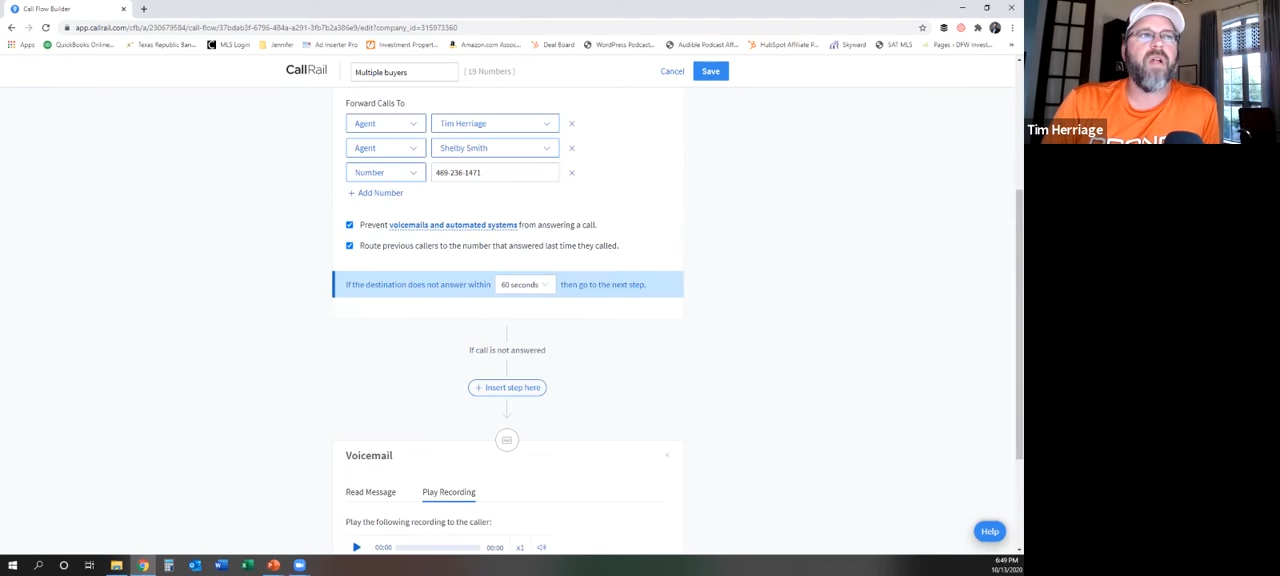 Call Flow Builder
app.callrail.com/cfb/a/230679584/call-flow/37bdab3f-6796-484a-a291-3fb7b2a386e9/edit?company_id=315973360
Apps QuickBooks Online... Texas Republic Ban... MLS Login Jennifer Ad Inserter Pro Investment Propert... Amazon.com Assoc... Deal Board WordPress Podcast... Audible Podcast Aff... HubSpot Affiliate P... Skyward SAT MLS Pages ‹ DFW Invest... »
CallRail Multiple buyers [ 19 Numbers ] Cancel Save
Forward Calls To
Agent Tim Herriage
Agent Shelby Smith
Number 469-236-1471
+ Add Number
Prevent voicemails and automated systems from answering a call.
Route previous callers to the number that answered last time they called.
If the destination does not answer within 60 seconds then go to the next step.
If call is not answered
+ Insert step here
Voicemail
Read Message Play Recording
Play the following recording to the caller:
00:00 00:00 x1
Help
6:49 PM
10/13/2020
Tim Herriage